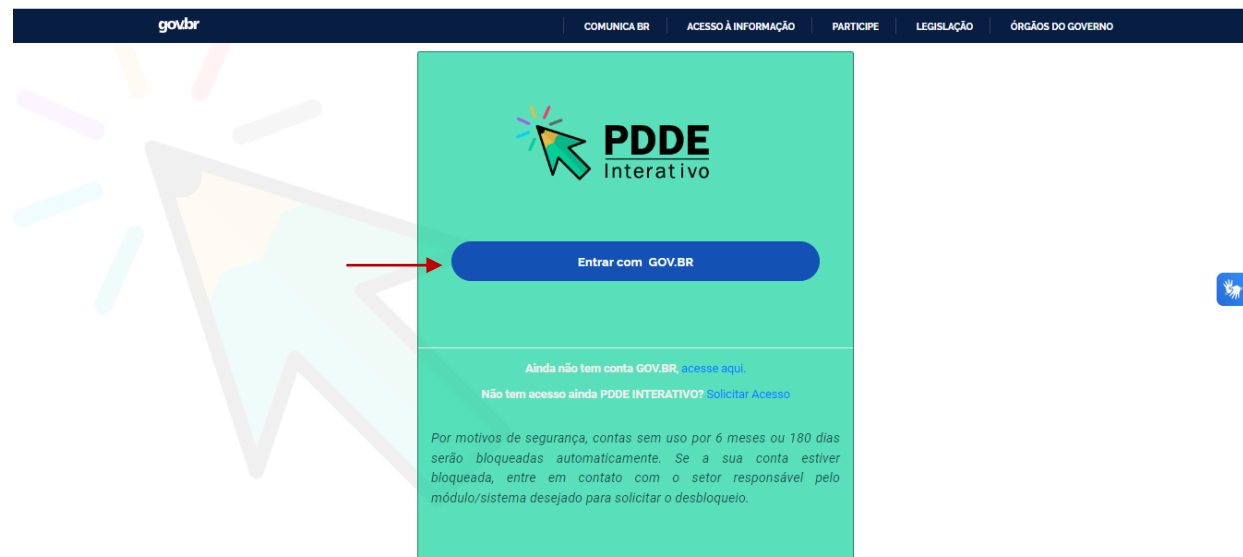 gov.br
COMUNICA BR
ACESSO À INFORMAÇÃO
PARTICIPE
LEGISLAÇÃO
ÓRGÃOS DO GOVERNO
PDDE
Interativo
Entrar com GOV.BR
Ainda não tem conta GOV.BR, acesse aqui.
Não tem acesso ainda PDDE INTERATIVO? Solicitar Acesso
Por motivos de segurança, contas sem uso por 6 meses ou 180 dias
serão bloqueadas automaticamente. Se a sua conta estiver
bloqueada, entre em contato com o setor responsável pelo
módulo/sistema desejado para solicitar o desbloqueio.